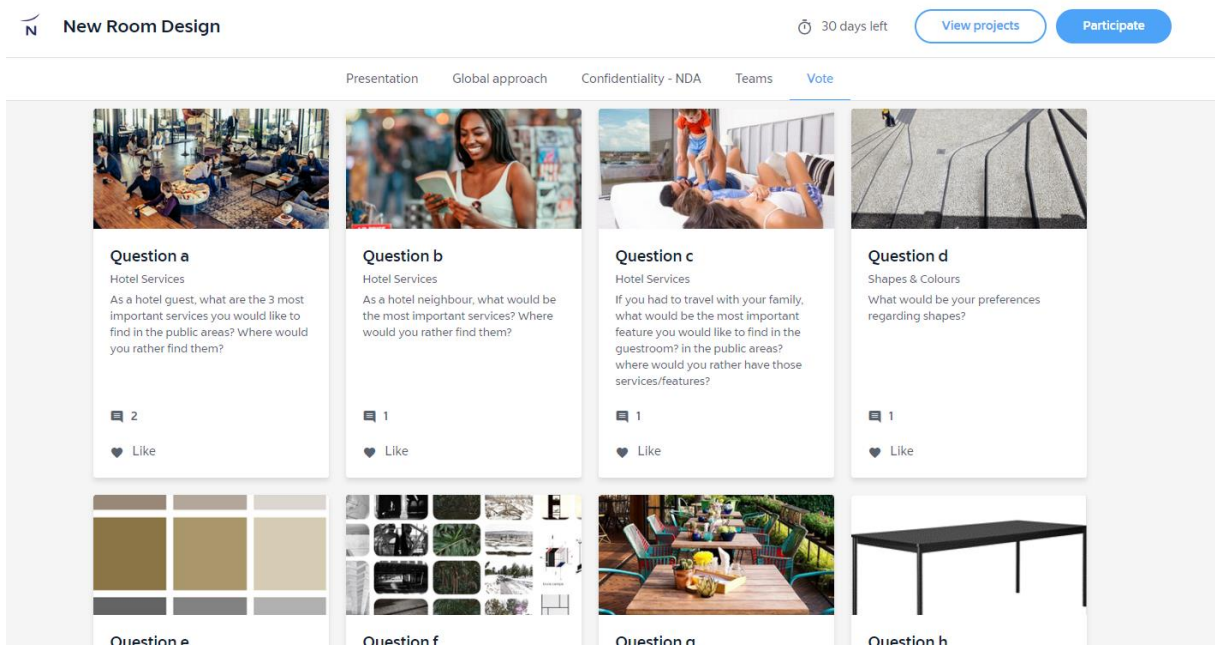 N New Room Design
30 days left
View projects
Participate
Presentation
Global approach
Confidentiality - NDA
Teams
Vote
Question a
Hotel Services
As a hotel guest, what are the 3 most
important services you would like to
find in the public areas? Where would
you rather find them?
2
Like
Question b
Hotel Services
As a hotel neighbour, what would be
the most important services? Where
would you rather find them?
1
Like
Question c
Hotel Services
If you had to travel with your family,
what would be the most important
feature you would like to find in the
guestroom? in the public areas?
where would you rather have those
services/features?
1
Like
Question d
Shapes & Colours
What would be your preferences
regarding shapes?
1
Like
Question e
Question f
Question g
Question h